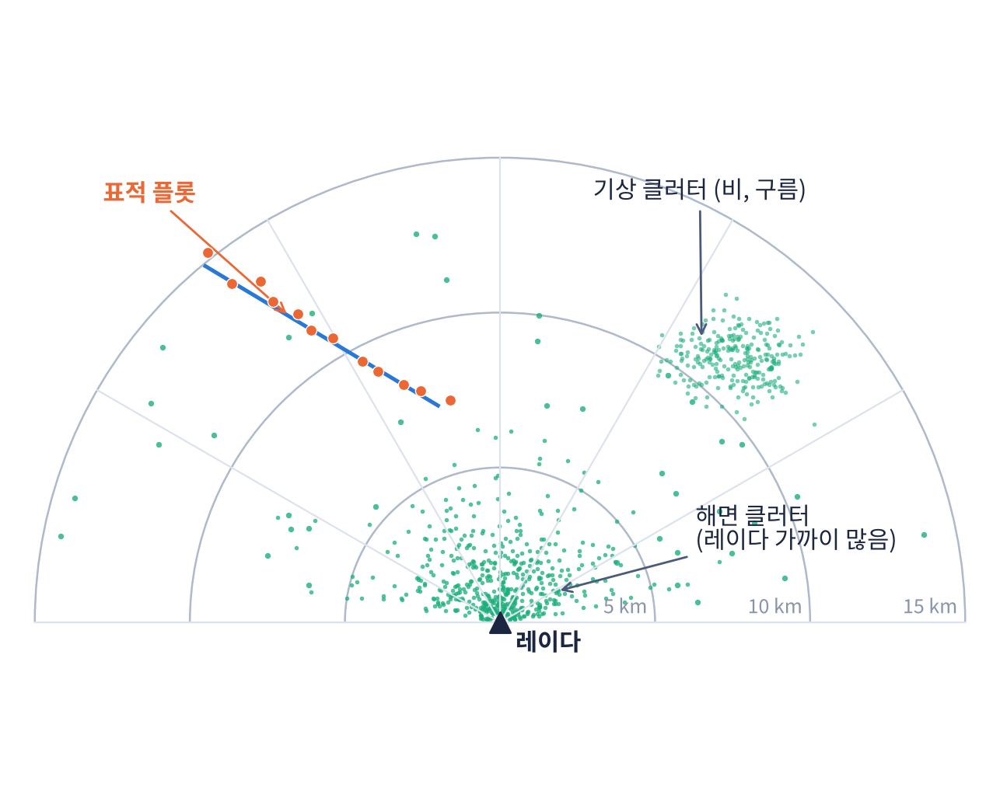 표적 플롯
기상 클러터 (비, 구름)
해면 클러터
(레이다 가까이 많음)
5 km
10 km
15 km
레이다